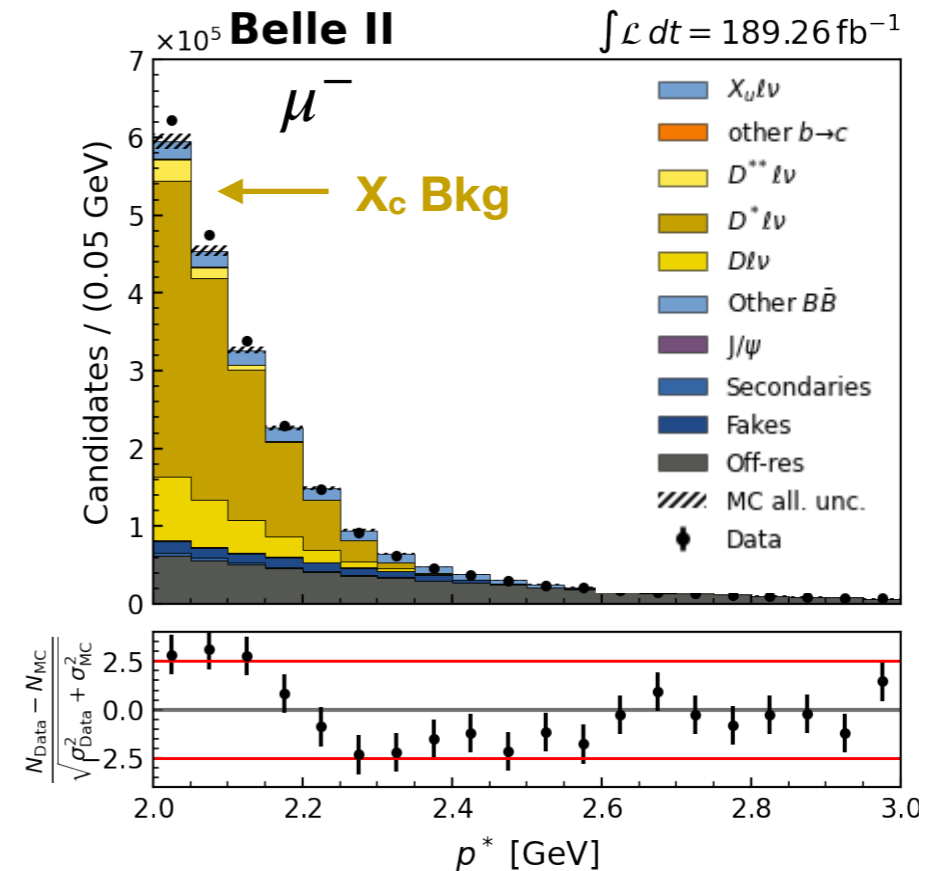 ×10⁵ Belle II ∫ℒ dt = 189.26 fb⁻¹
μ⁻
X_c Bkg
Candidates / (0.05 GeV)
7
6
5
4
3
2
1
0
X_uℓν
other b→c
D**ℓν
D*ℓν
Dℓν
Other BB̄
J/ψ
Secondaries
Fakes
Off-res
MC all. unc.
Data
N_Data − N_MC
√σ²_Data + σ²_MC
2.5
0.0
−2.5
2.0 2.2 2.4 2.6 2.8 3.0
p* [GeV]